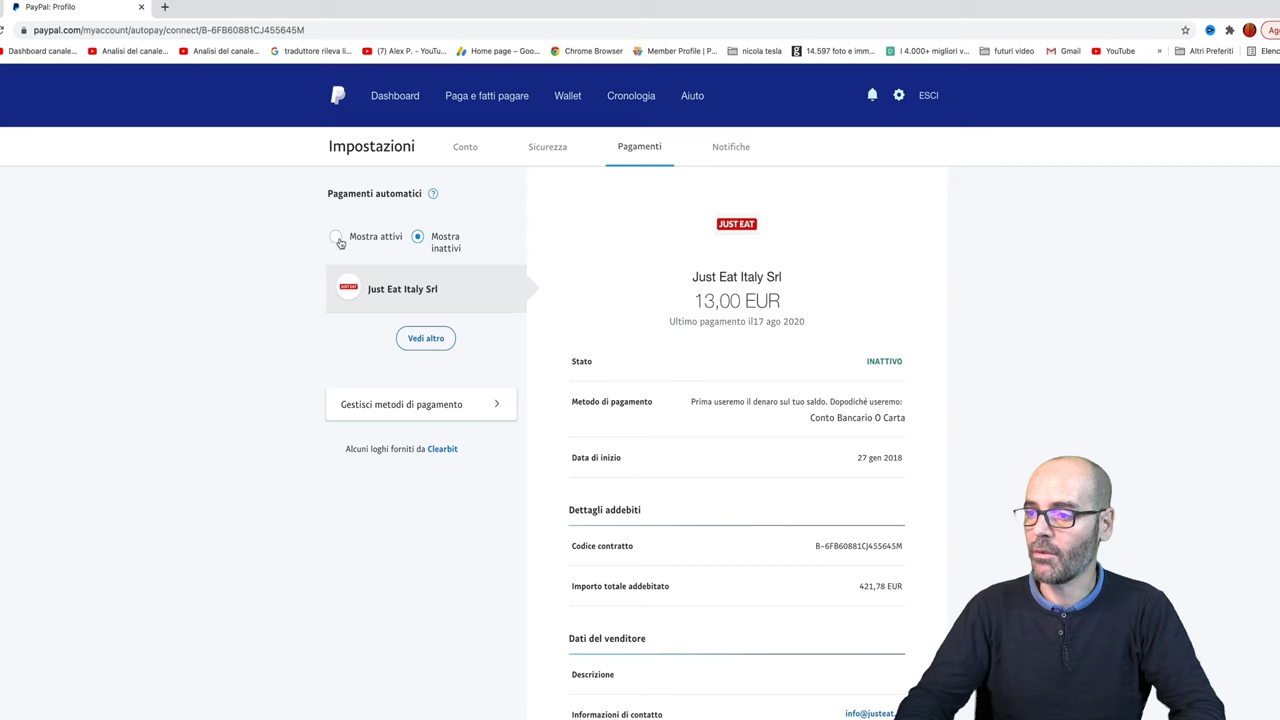 PayPal: Profilo
paypal.com/myaccount/autopay/connect/B-6FB60881CJ455645M
Dashboard canale...
Analisi del canale...
Analisi del canale...
traduttore rileva li...
(7) Alex P. - YouTu...
Home page – Goo...
Chrome Browser
Member Profile | P...
nicola tesla
14.597 foto e imm...
I 4.000+ migliori v...
futuri video
Gmail
YouTube
»
Altri Preferiti
Dashboard
Paga e fatti pagare
Wallet
Cronologia
Aiuto
ESCI
Impostazioni
Conto
Sicurezza
Pagamenti
Notifiche
Pagamenti automatici ?
Mostra attivi
Mostra
inattivi
JUST EAT
Just Eat Italy Srl
Vedi altro
Gestisci metodi di pagamento
Alcuni loghi forniti da Clearbit
JUST EAT
Just Eat Italy Srl
13,00 EUR
Ultimo pagamento il17 ago 2020
Stato
INATTIVO
Metodo di pagamento
Prima useremo il denaro sul tuo saldo. Dopodiché useremo:
Conto Bancario O Carta
Data di inizio
27 gen 2018
Dettagli addebiti
Codice contratto
B-6FB60881CJ455645M
Importo totale addebitato
421,78 EUR
Dati del venditore
Descrizione
Informazioni di contatto
info@justeat.